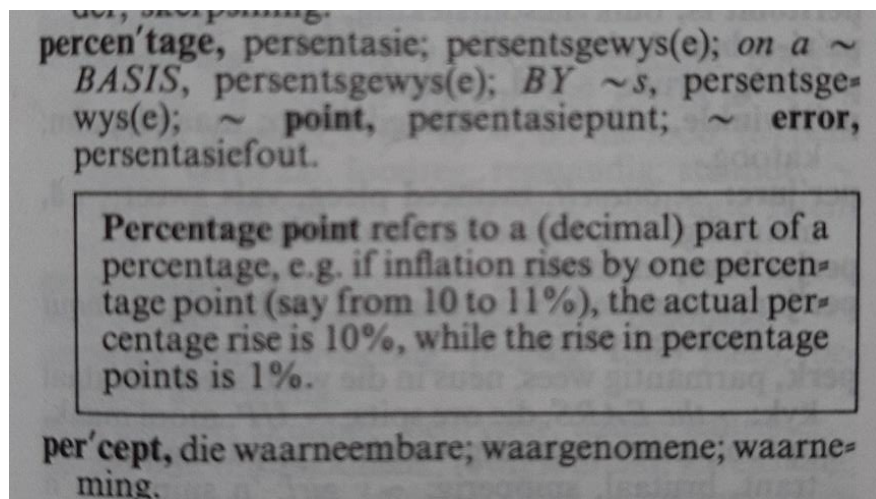 der, skerpsinnig.
percen'tage, persentasie; persentsgewys(e); on a ~
BASIS, persentsgewys(e); BY ~s, persentsge=
wys(e); ~ point, persentasiepunt; ~ error,
persentasiefout.
Percentage point refers to a (decimal) part of a
percentage, e.g. if inflation rises by one percen=
tage point (say from 10 to 11%), the actual per=
centage rise is 10%, while the rise in percentage
points is 1%.
per'cept, die waarneembare; waargenomene; waarne=
ming.